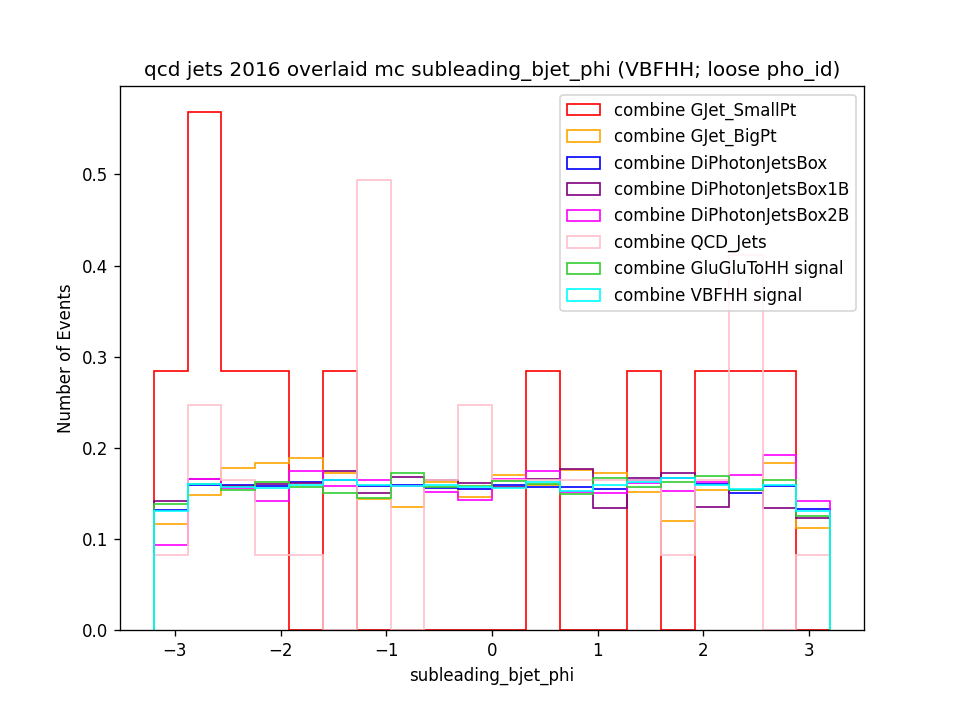 qcd jets 2016 overlaid mc subleading_bjet_phi (VBFHH; loose pho_id)
combine GJet_SmallPt
combine GJet_BigPt
combine DiPhotonJetsBox
combine DiPhotonJetsBox1B
combine DiPhotonJetsBox2B
combine QCD_Jets
combine GluGluToHH signal
combine VBFHH signal
Number of Events
0.5
0.4
0.3
0.2
0.1
0.0
−3 −2 −1 0 1 2 3
subleading_bjet_phi